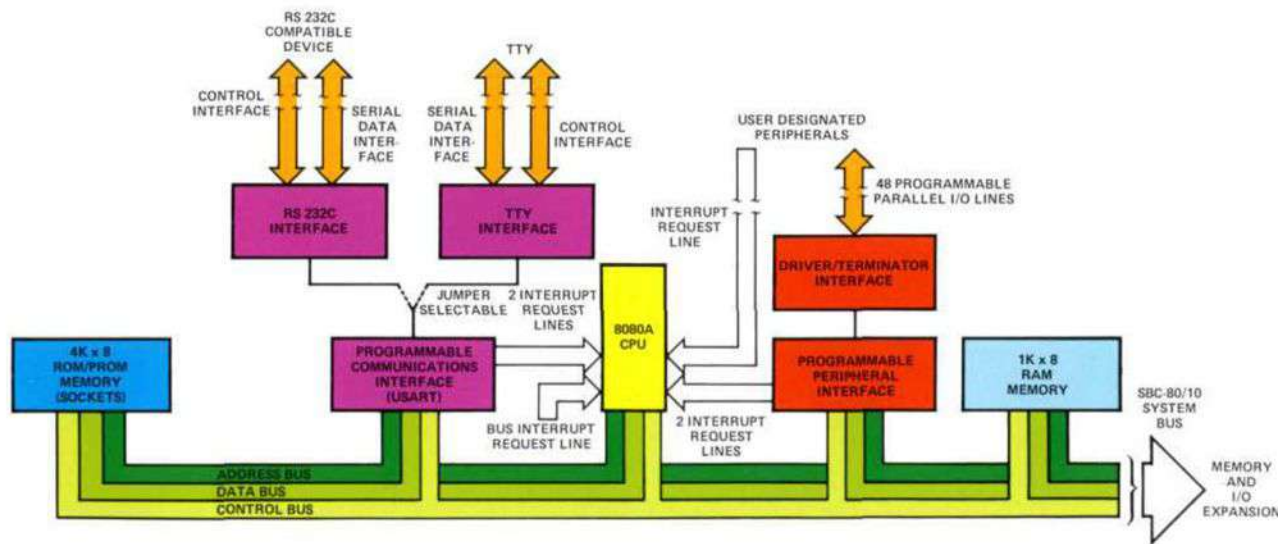 RS 232C
COMPATIBLE
DEVICE
TTY
CONTROL
INTERFACE
SERIAL
DATA
INTER-
FACE
SERIAL
DATA
INTER-
FACE
CONTROL
INTERFACE
USER DESIGNATED
PERIPHERALS
48 PROGRAMMABLE
PARALLEL I/O LINES
RS 232C
INTERFACE
TTY
INTERFACE
INTERRUPT
REQUEST
LINE
DRIVER/TERMINATOR
INTERFACE
JUMPER
SELECTABLE
2 INTERRUPT
REQUEST
LINES
8080A
CPU
4K x 8
ROM/PROM
MEMORY
(SOCKETS)
PROGRAMMABLE
COMMUNICATIONS
INTERFACE
(USART)
PROGRAMMABLE
PERIPHERAL
INTERFACE
1K x 8
RAM
MEMORY
BUS INTERRUPT
REQUEST LINE
2 INTERRUPT
REQUEST
LINES
SBC-80/10
SYSTEM
BUS
ADDRESS BUS
DATA BUS
CONTROL BUS
MEMORY
AND
I/O
EXPANSION